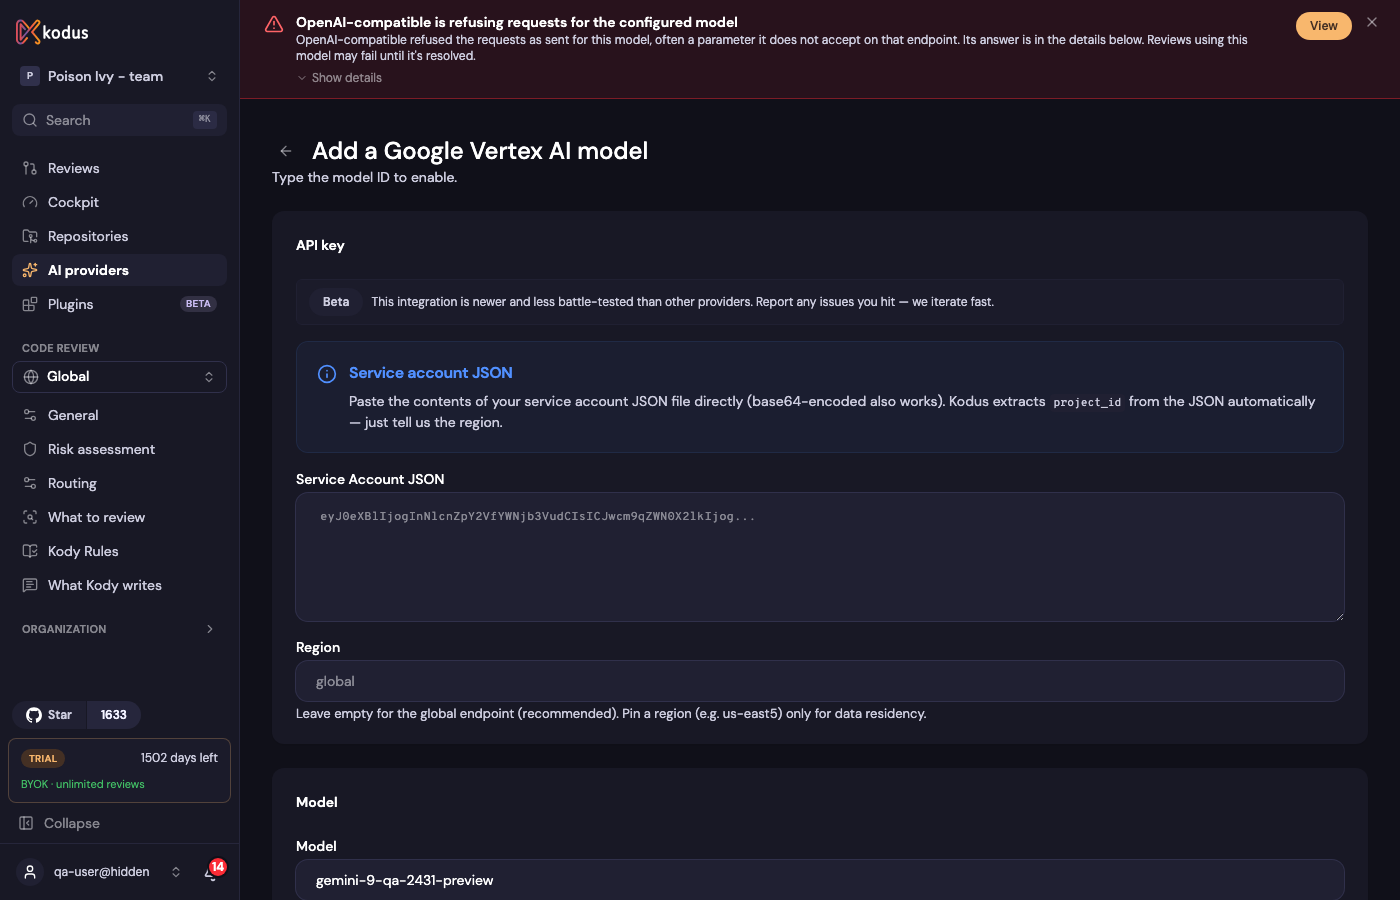 kodus
P Poison Ivy - team
Search ⌘K
Reviews
Cockpit
Repositories
AI providers
Plugins BETA
CODE REVIEW
Global
General
Risk assessment
Routing
What to review
Kody Rules
What Kody writes
ORGANIZATION
Star 1633
TRIAL 1502 days left
BYOK · unlimited reviews
Collapse
qa-user@hidden 14
OpenAI-compatible is refusing requests for the configured model
OpenAI-compatible refused the requests as sent for this model, often a parameter it does not accept on that endpoint. Its answer is in the details below. Reviews using this
model may fail until it's resolved.
Show details
View
Add a Google Vertex AI model
Type the model ID to enable.
API key
Beta This integration is newer and less battle-tested than other providers. Report any issues you hit — we iterate fast.
Service account JSON
Paste the contents of your service account JSON file directly (base64-encoded also works). Kodus extracts project_id from the JSON automatically
— just tell us the region.
Service Account JSON
eyJ0eXBlIjogInNlcnZpY2VfYWNjb3VudCIsICJwcm9qZWN0X2lkIjog...
Region
global
Leave empty for the global endpoint (recommended). Pin a region (e.g. us-east5) only for data residency.
Model
Model
gemini-9-qa-2431-preview